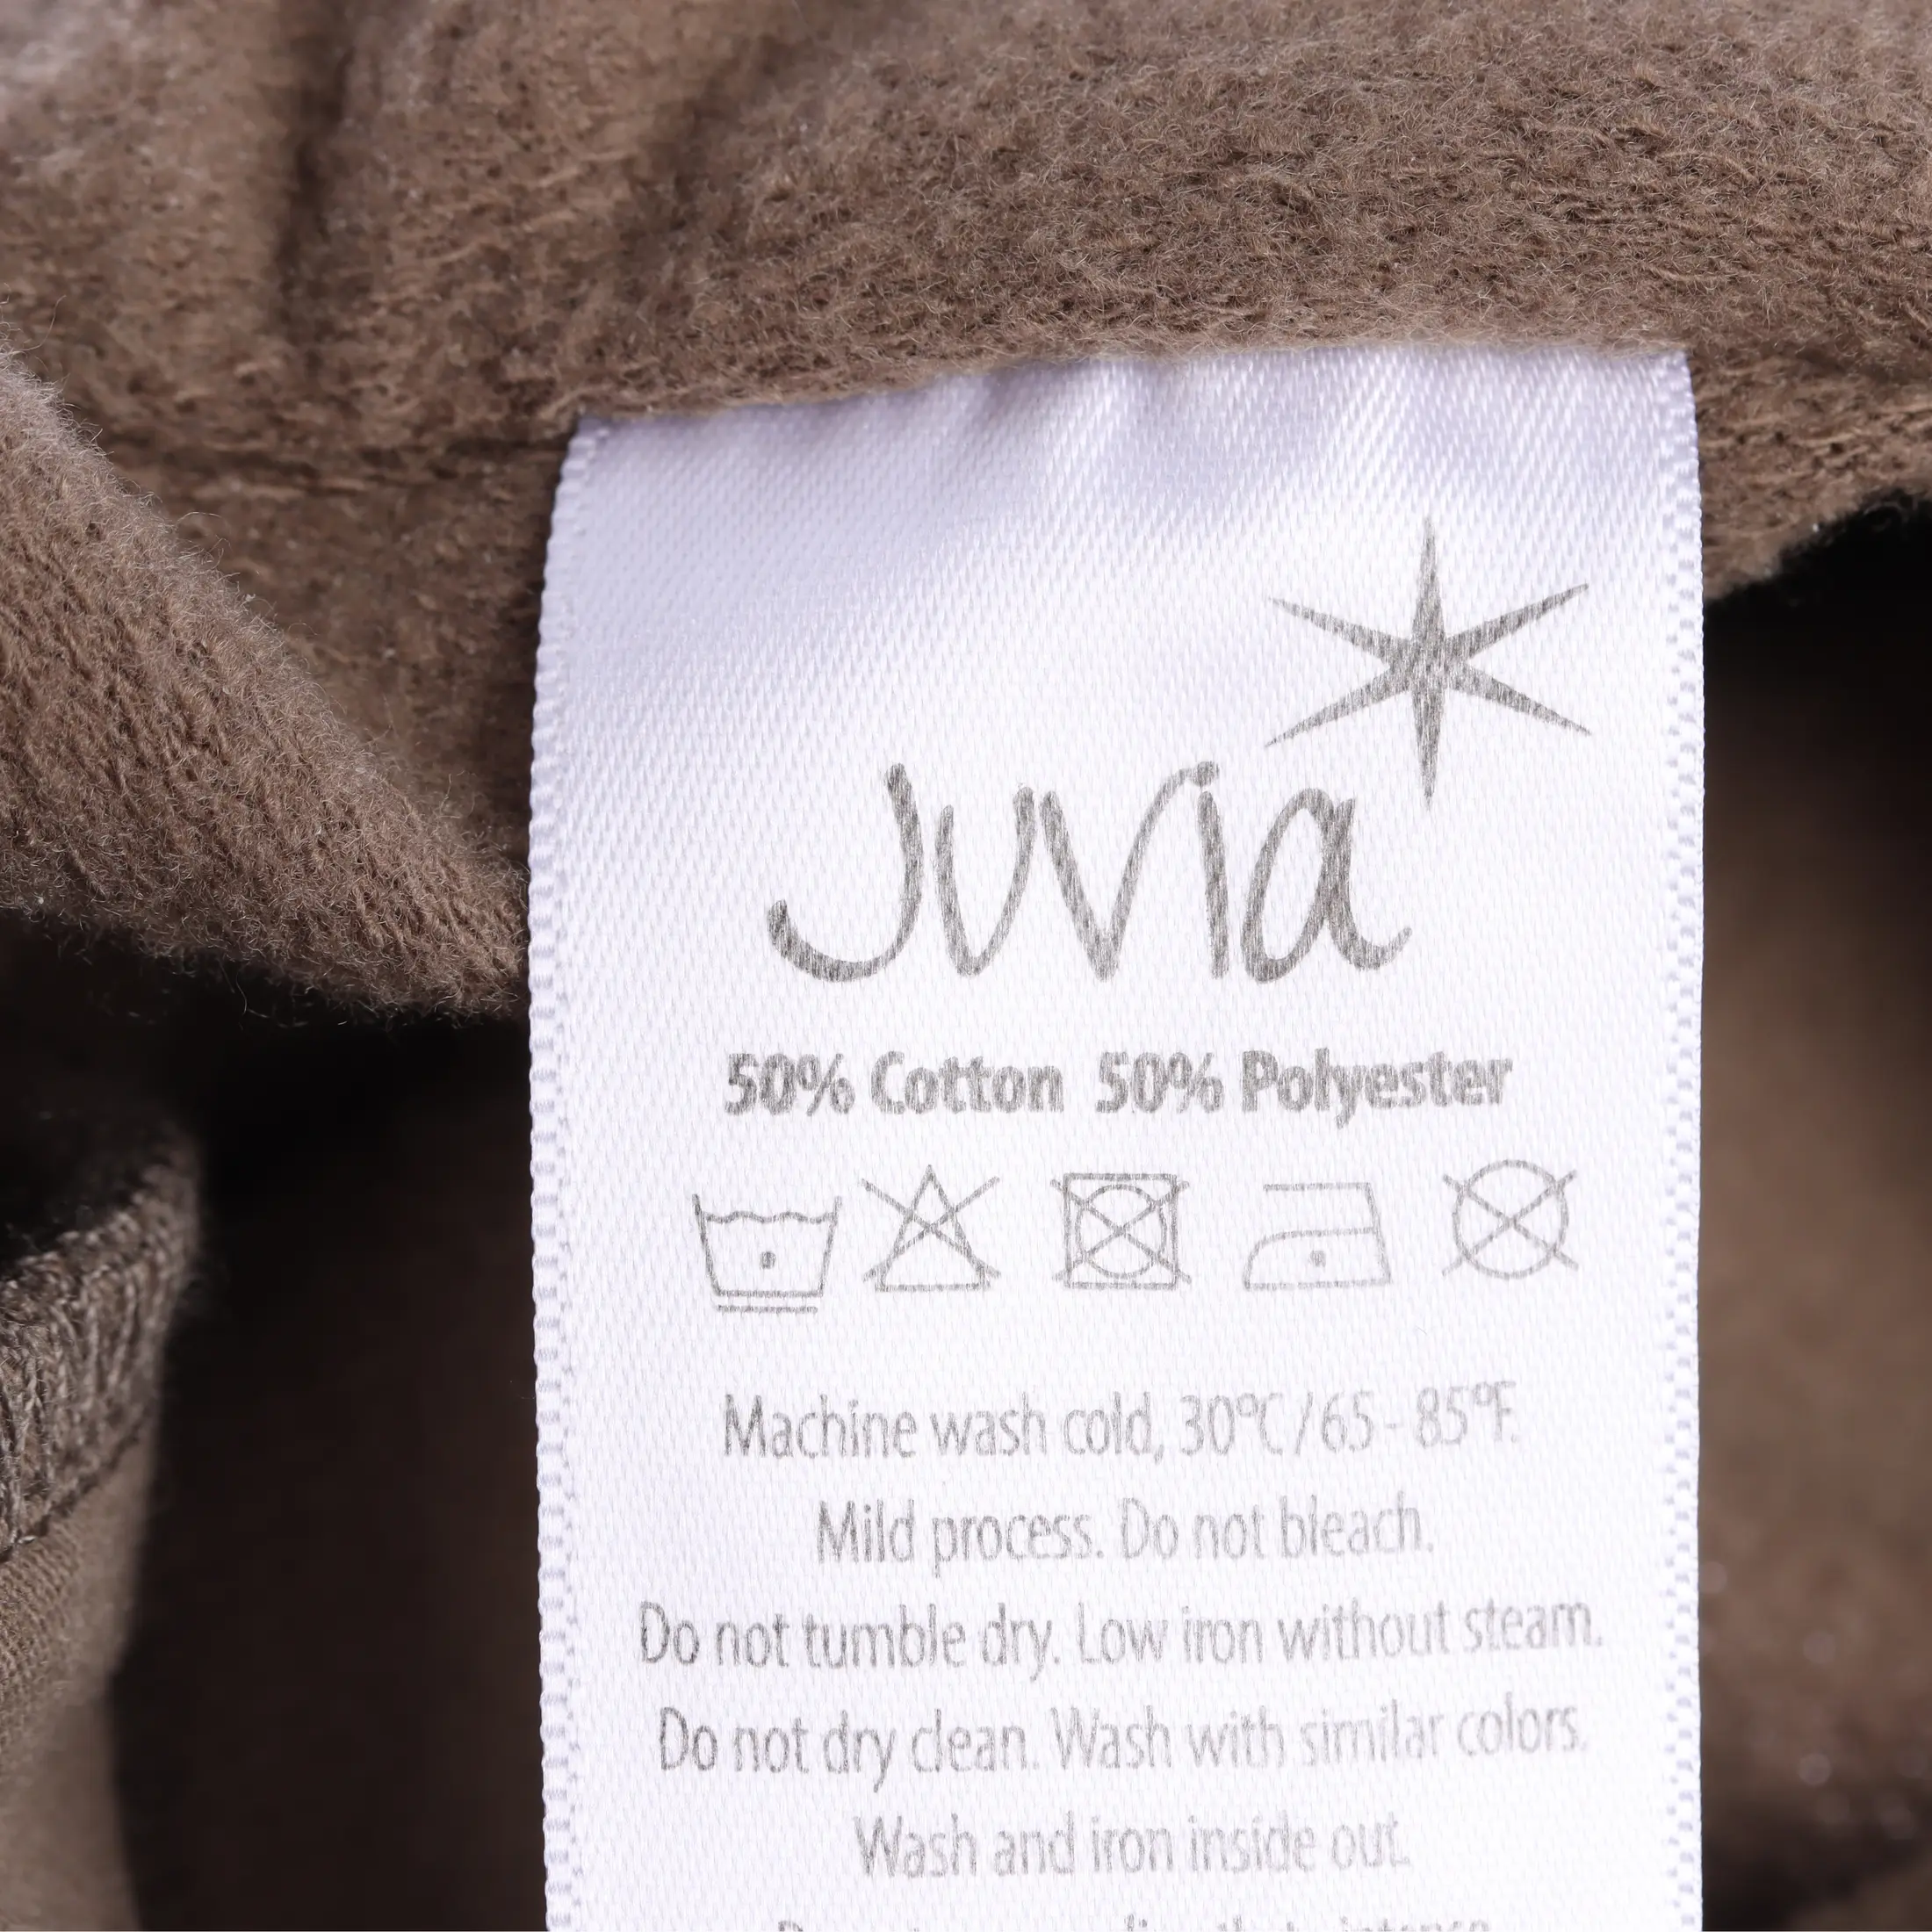 Juvia
50% Cotton 50% Polyester
Machine wash cold, 30°C/65-85°F.
Mild process. Do not bleach.
Do not tumble dry. Low iron without steam.
Do not dry clean. Wash with similar colors.
Wash and iron inside out.